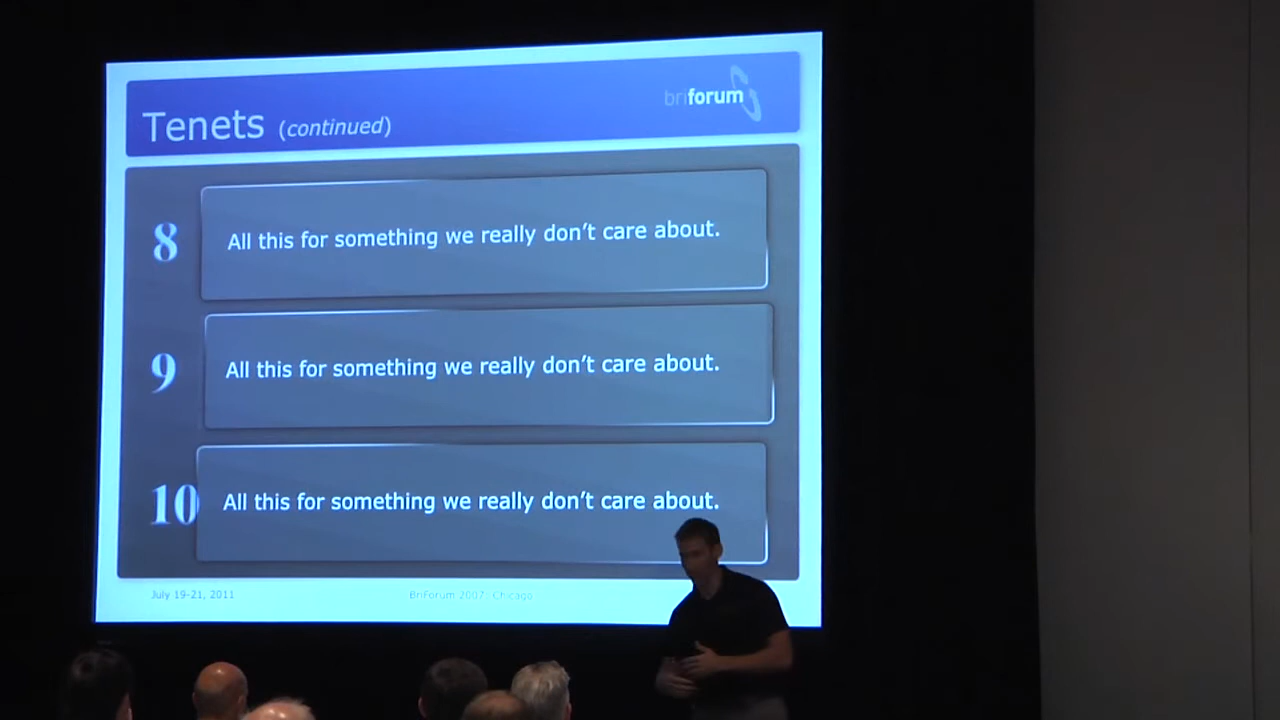 briforum
Tenets (continued)
8 All this for something we really don't care about.
9 All this for something we really don't care about.
10 All this for something we really don't care about.
July 19-21, 2011 BriForum 2007, Chicago